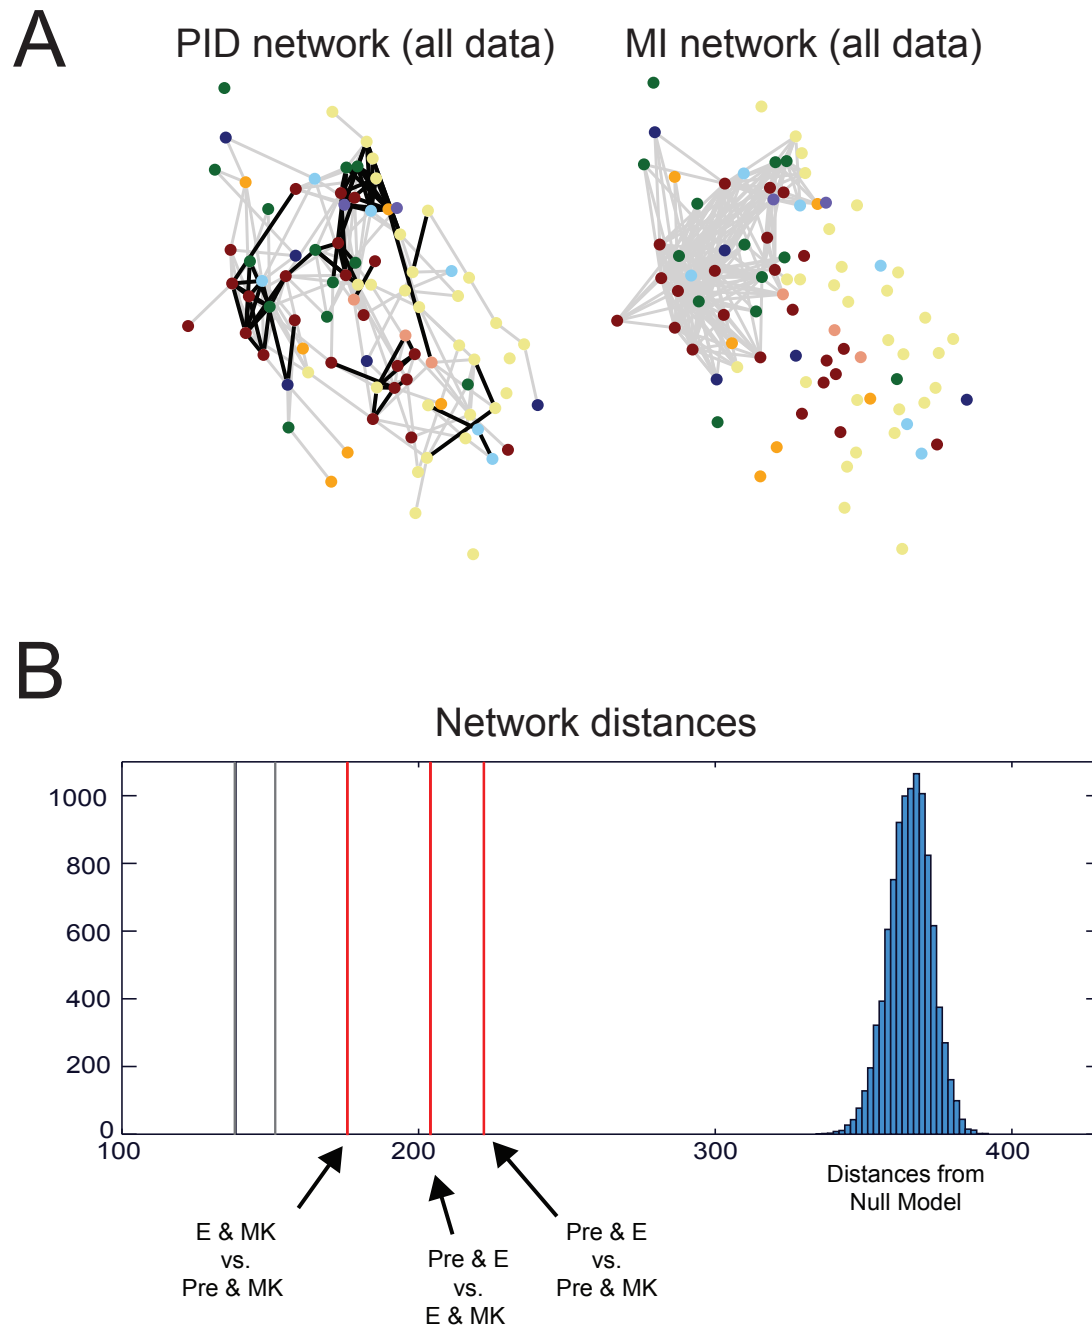 A
PID network (all data)
MI network (all data)
B
Network distances
1000
800
600
400
200
0
100
200
300
400
Distances from
Null Model
E & MK
vs.
Pre & MK
Pre & E
vs.
E & MK
Pre & E
vs.
Pre & MK